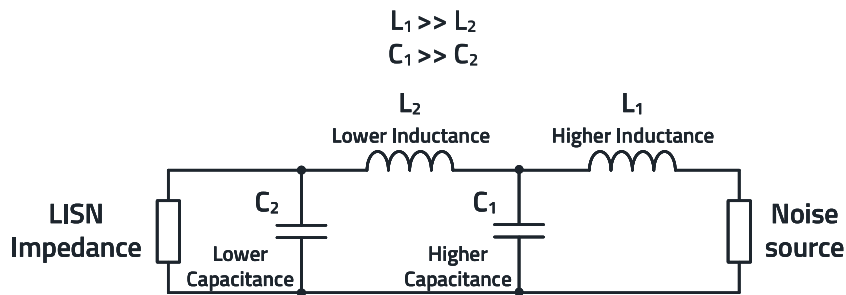 L₁ >> L₂
C₁ >> C₂
L₂
Lower Inductance
L₁
Higher Inductance
LISN
Impedance
C₂
Lower
Capacitance
C₁
Higher
Capacitance
Noise
source